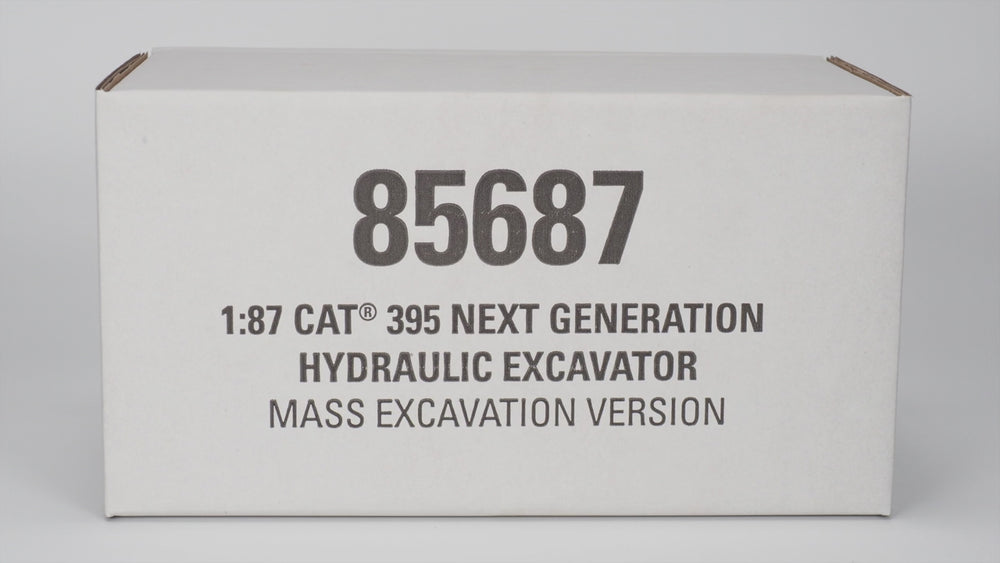 85687
1:87 CAT® 395 NEXT GENERATION
HYDRAULIC EXCAVATOR
MASS EXCAVATION VERSION